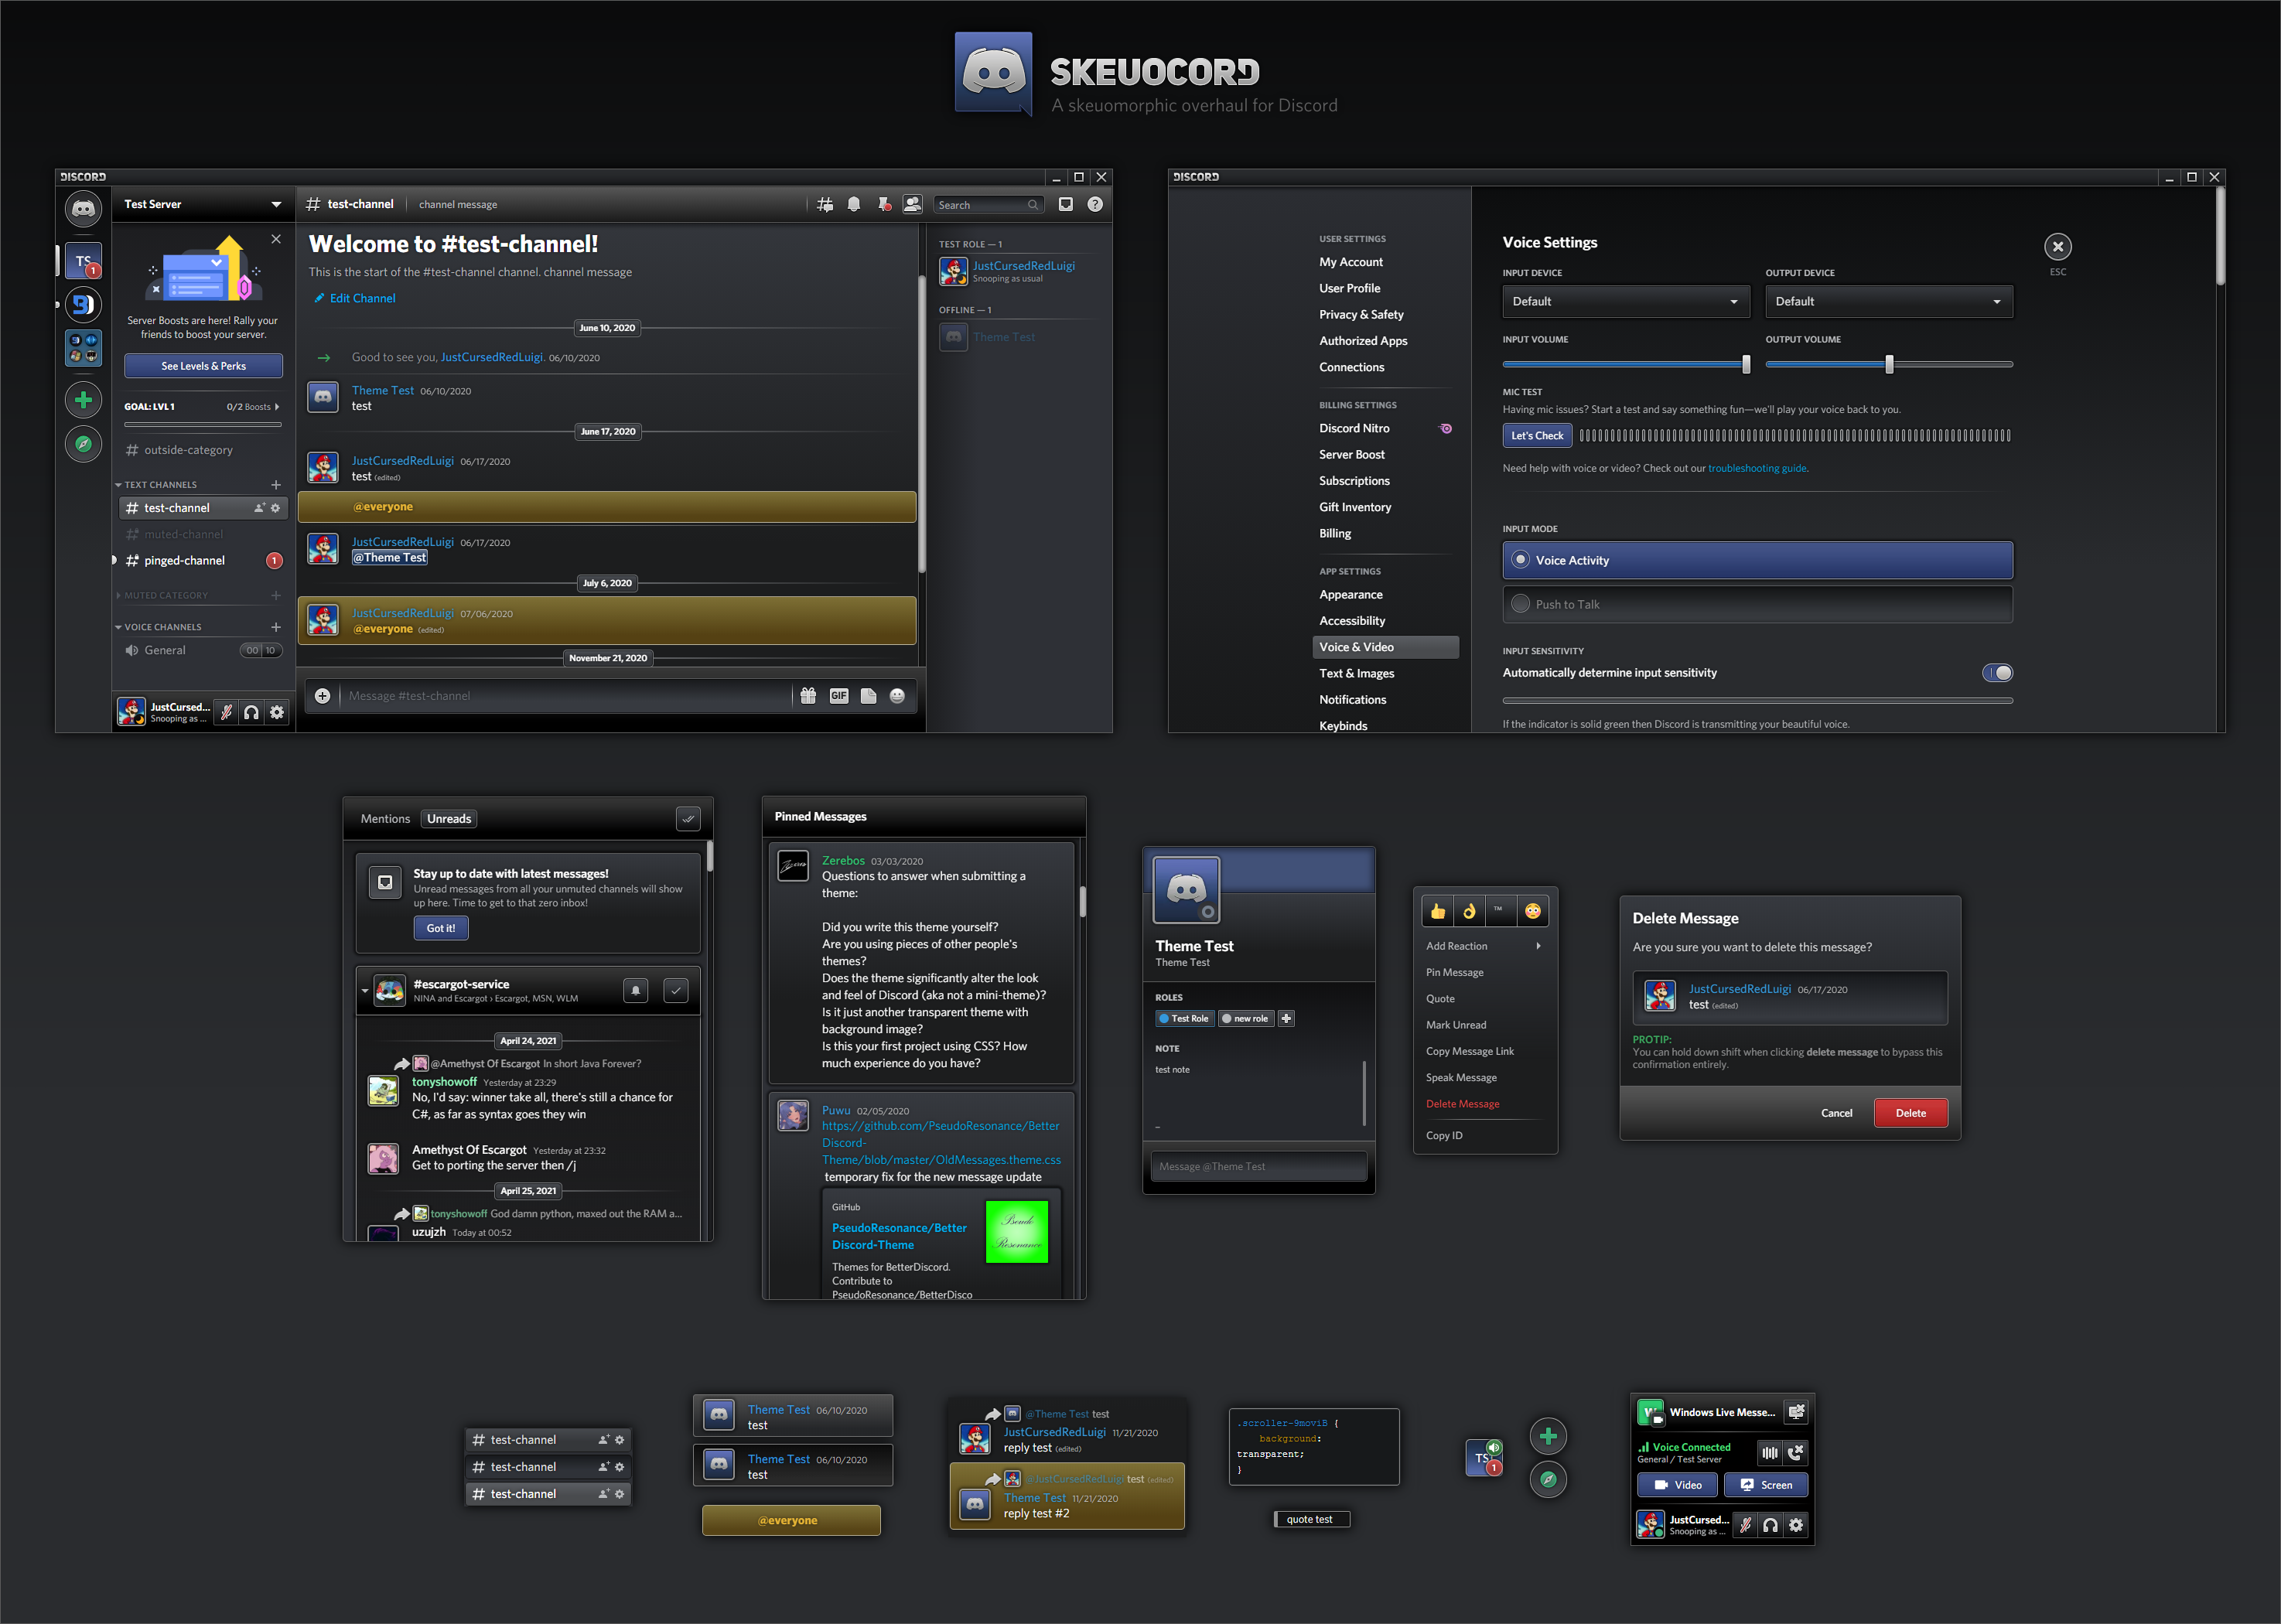 SKEUOCORD
A skeuomorphic overhaul for Discord
DISCORD
Test Server
TS
1
Server Boosts are here! Rally your
friends to boost your server.
See Levels & Perks
GOAL: LVL 1
0/2 Boosts
# outside-category
TEXT CHANNELS
# test-channel
muted-channel
pinged-channel
1
MUTED CATEGORY
VOICE CHANNELS
General
00 10
JustCursed...
Snooping as ...
# test-channel
channel message
Search
Welcome to #test-channel!
This is the start of the #test-channel channel. channel message
Edit Channel
June 10, 2020
Good to see you, JustCursedRedLuigi. 06/10/2020
Theme Test 06/10/2020
test
June 17, 2020
JustCursedRedLuigi 06/17/2020
test (edited)
@everyone
JustCursedRedLuigi 06/17/2020
@Theme Test
July 6, 2020
JustCursedRedLuigi 07/06/2020
@everyone (edited)
November 21, 2020
Message #test-channel
GIF
TEST ROLE — 1
JustCursedRedLuigi
Snooping as usual
OFFLINE — 1
Theme Test
DISCORD
USER SETTINGS
My Account
User Profile
Privacy & Safety
Authorized Apps
Connections
BILLING SETTINGS
Discord Nitro
Server Boost
Subscriptions
Gift Inventory
Billing
APP SETTINGS
Appearance
Accessibility
Voice & Video
Text & Images
Notifications
Keybinds
Voice Settings
ESC
INPUT DEVICE
OUTPUT DEVICE
Default
Default
INPUT VOLUME
OUTPUT VOLUME
MIC TEST
Having mic issues? Start a test and say something fun—we'll play your voice back to you.
Let's Check
Need help with voice or video? Check out our troubleshooting guide.
INPUT MODE
Voice Activity
Push to Talk
INPUT SENSITIVITY
Automatically determine input sensitivity
If the indicator is solid green then Discord is transmitting your beautiful voice.
Mentions
Unreads
Stay up to date with latest messages!
Unread messages from all your unmuted channels will show
up here. Time to get to that zero inbox!
Got it!
#escargot-service
NINA and Escargot › Escargot, MSN, WLM
April 24, 2021
@Amethyst Of Escargot In short Java Forever?
tonyshowoff Yesterday at 23:29
No, I'd say: winner take all, there's still a chance for
C#, as far as syntax goes they win
Amethyst Of Escargot Yesterday at 23:32
Get to porting the server then /j
April 25, 2021
tonyshowoff God damn python, maxed out the RAM a...
uzujzh Today at 00:52
Pinned Messages
Zerebos 03/03/2020
Questions to answer when submitting a
theme:
Did you write this theme yourself?
Are you using pieces of other people's
themes?
Does the theme significantly alter the look
and feel of Discord (aka not a mini-theme)?
Is it just another transparent theme with
background image?
Is this your first project using CSS? How
much experience do you have?
Puwu 02/05/2020
https://github.com/PseudoResonance/Better
Discord-
Theme/blob/master/OldMessages.theme.css
temporary fix for the new message update
GitHub
PseudoResonance/Better
Discord-Theme
Themes for BetterDiscord.
Contribute to
PseudoResonance/BetterDisco
Pseudo
Resonance
Theme Test
Theme Test
ROLES
Test Role
new role
NOTE
test note
Message @Theme Test
TM
Add Reaction
Pin Message
Quote
Mark Unread
Copy Message Link
Speak Message
Delete Message
Copy ID
Delete Message
Are you sure you want to delete this message?
JustCursedRedLuigi 06/17/2020
test (edited)
PROTIP:
You can hold down shift when clicking delete message to bypass this
confirmation entirely.
Cancel
Delete
# test-channel
# test-channel
# test-channel
Theme Test 06/10/2020
test
Theme Test 06/10/2020
test
@everyone
@Theme Test test
JustCursedRedLuigi 11/21/2020
reply test (edited)
@JustCursedRedLuigi test (edited)
Theme Test 11/21/2020
reply test #2
.scroller-9moviB {
background:
transparent;
}
quote test
TS
1
Windows Live Messe...
Voice Connected
General / Test Server
Video
Screen
JustCursed...
Snooping as ...